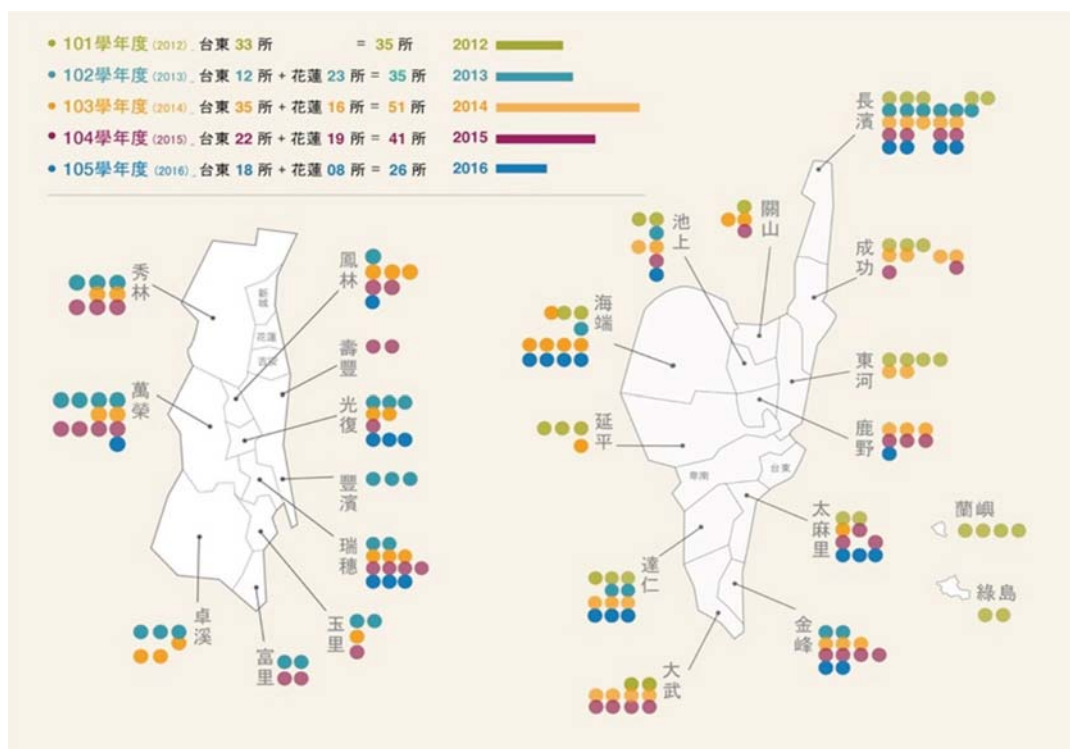 • 101學年度 (2012)_ 台東 33 所 = 35 所 2012
• 102學年度 (2013)_ 台東 12 所 + 花蓮 23 所 = 35 所 2013
• 103學年度 (2014)_ 台東 35 所 + 花蓮 16 所 = 51 所 2014
• 104學年度 (2015)_ 台東 22 所 + 花蓮 19 所 = 41 所 2015
• 105學年度 (2016)_ 台東 18 所 + 花蓮 08 所 = 26 所 2016
秀林
鳳林
新城
花蓮
壽豐
萬榮
光復
豐濱
瑞穗
卓溪
富里
玉里
長濱
關山
池上
成功
海端
東河
延平
鹿野
卑南
台東
太麻里
蘭嶼
達仁
綠島
金峰
大武